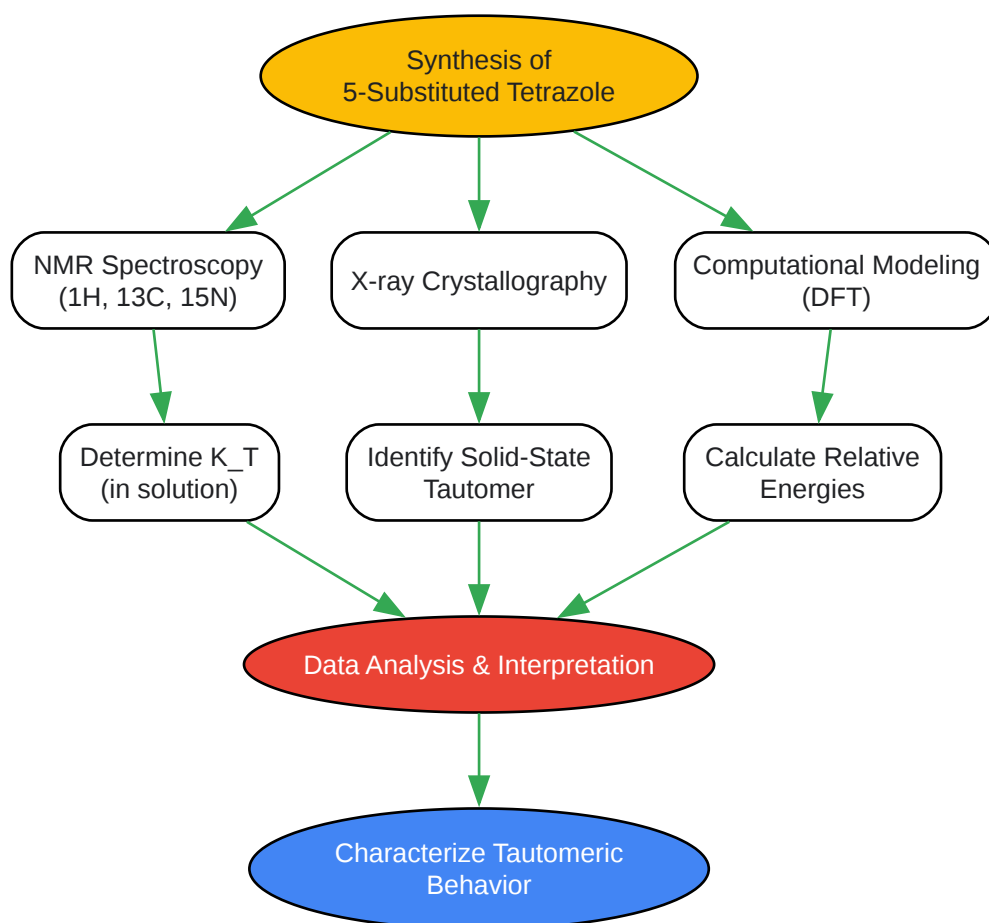 Synthesis of
5-Substituted Tetrazole
NMR Spectroscopy
(1H, 13C, 15N)
X-ray Crystallography
Computational Modeling
(DFT)
Determine K_T
(in solution)
Identify Solid-State
Tautomer
Calculate Relative
Energies
Data Analysis & Interpretation
Characterize Tautomeric
Behavior